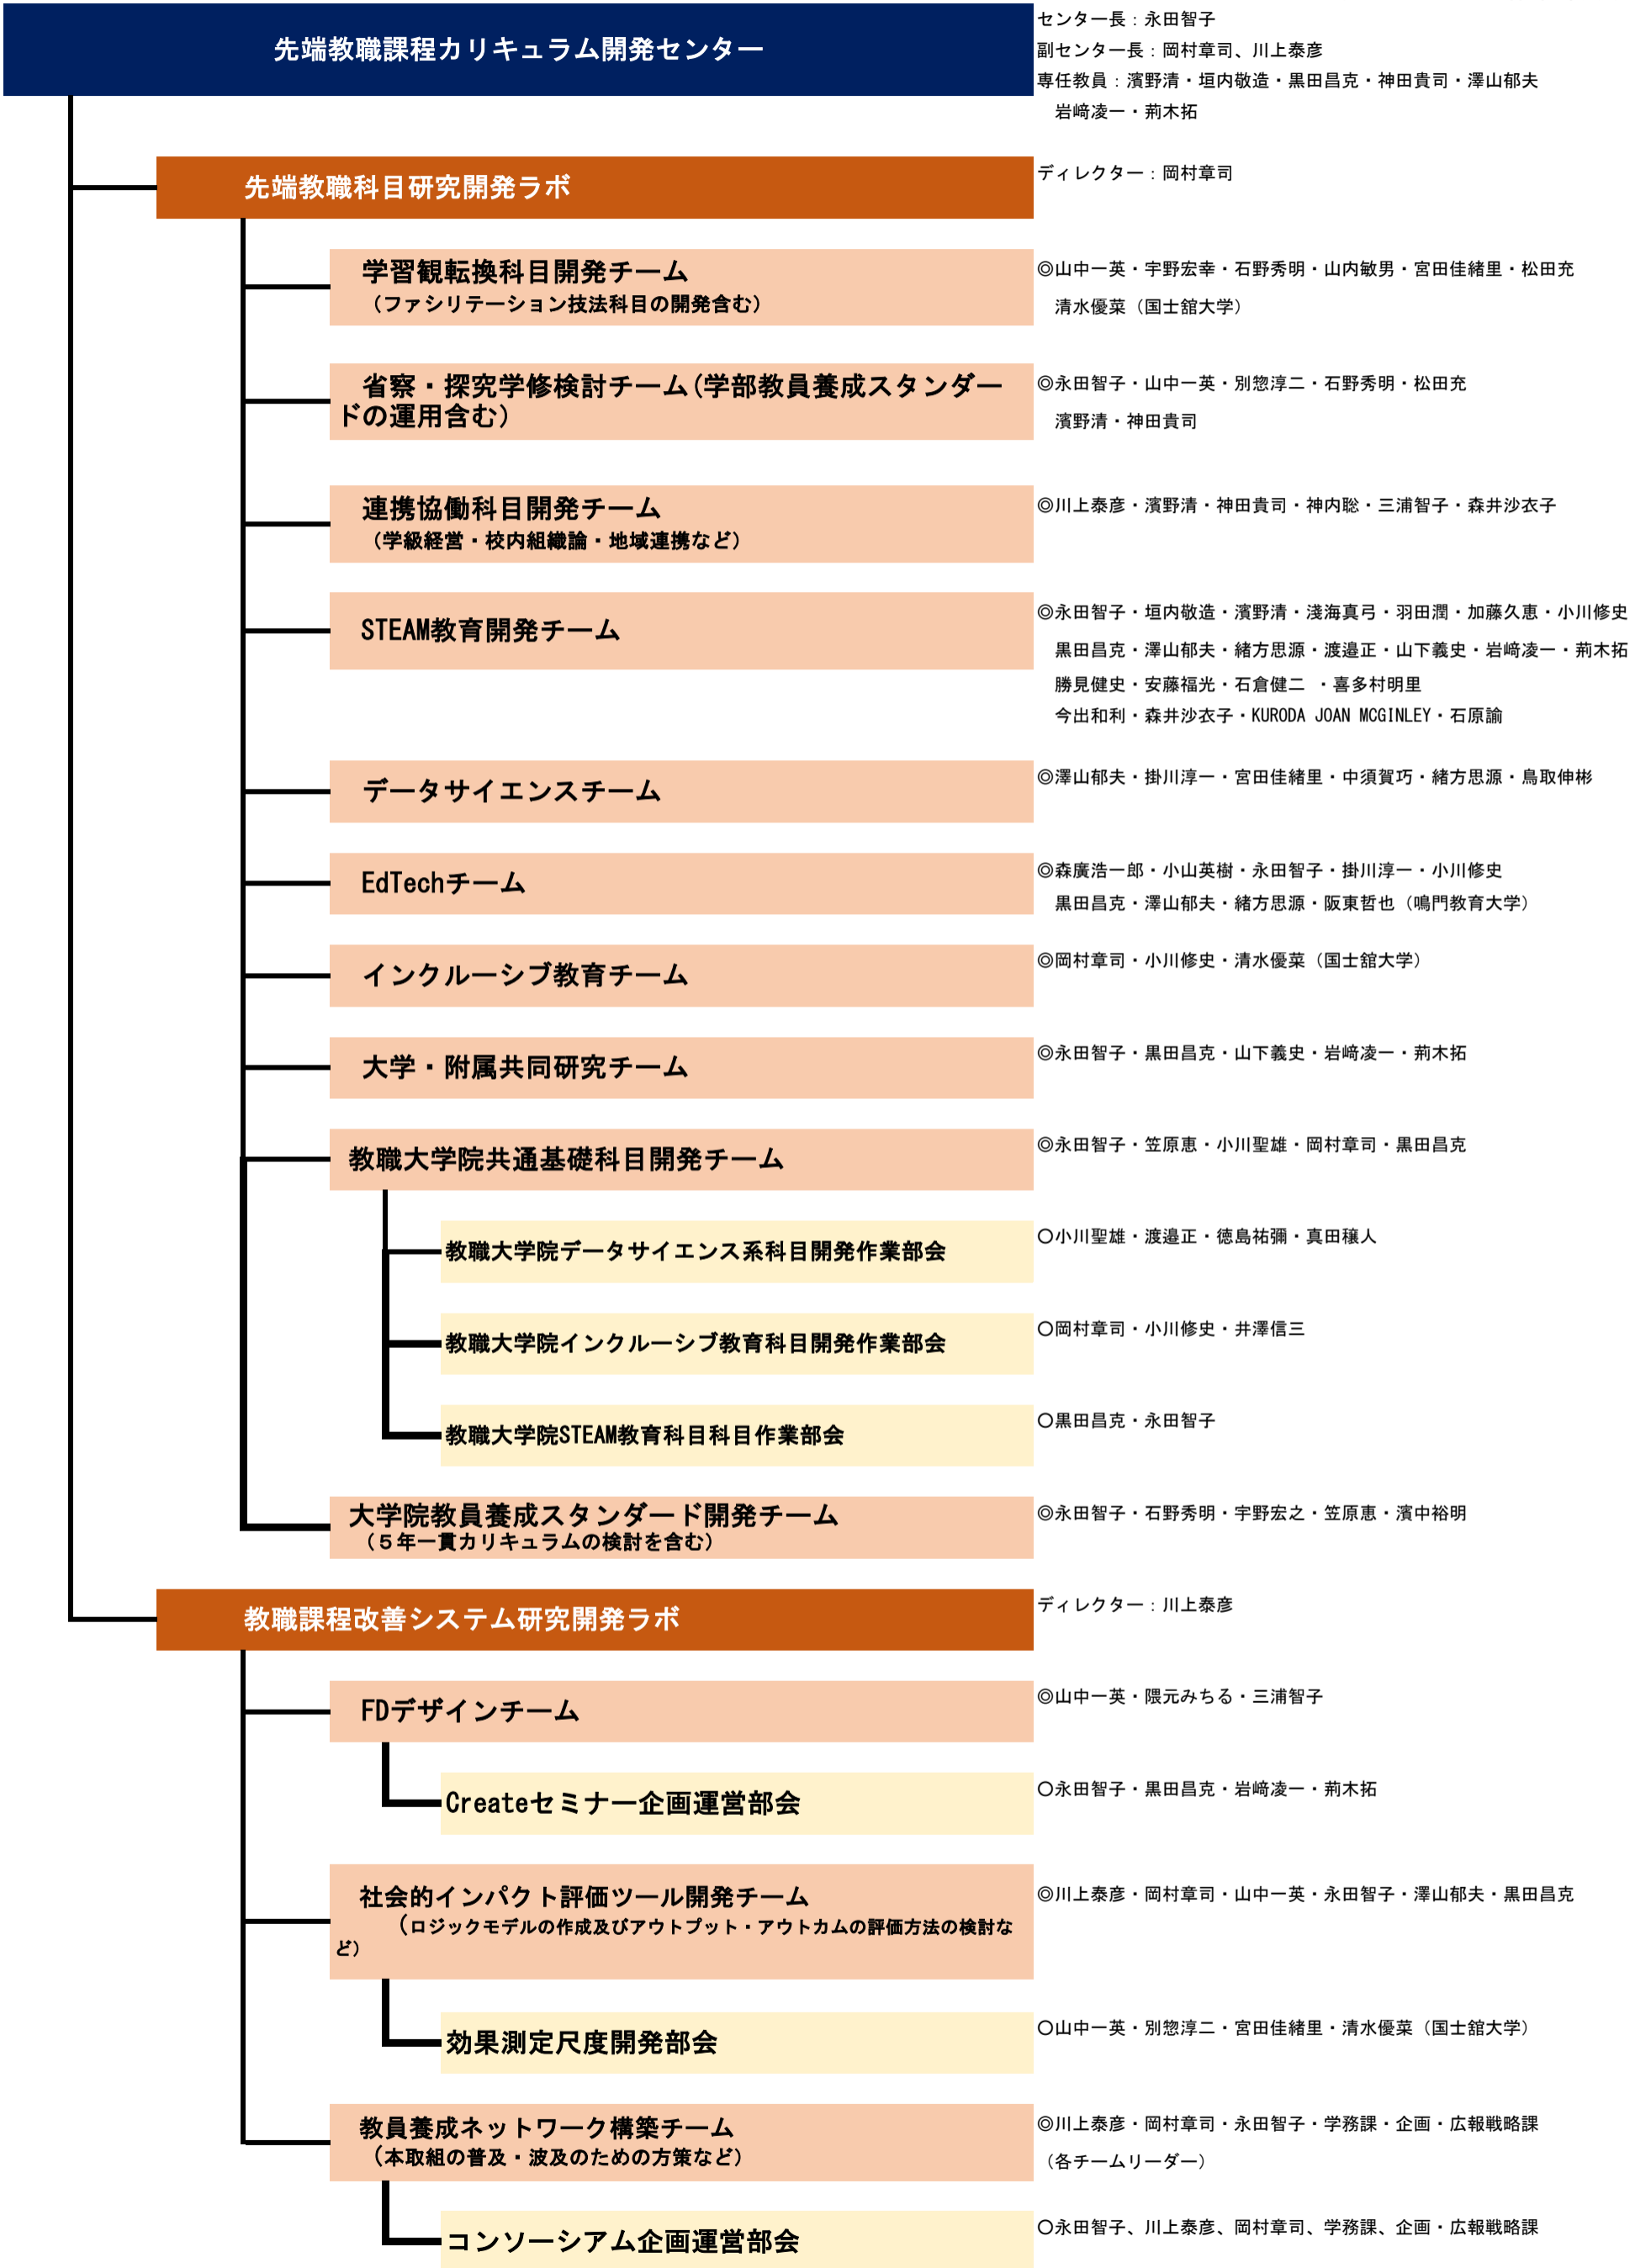 先端教職課程カリキュラム開発センター
センター長：永田智子
副センター長：岡村章司、川上泰彦
専任教員：濱野清・垣内敬造・黒田昌克・神田貴司・澤山郁夫
岩﨑凌一・荊木拓
先端教職科目研究開発ラボ
ディレクター：岡村章司
学習観転換科目開発チーム
（ファシリテーション技法科目の開発含む）
◎山中一英・宇野宏幸・石野秀明・山内敏男・宮田佳緒里・松田充
清水優菜（国士舘大学）
省察・探究学修検討チーム(学部教員養成スタンダー
ドの運用含む）
◎永田智子・山中一英・別惣淳二・石野秀明・松田充
濱野清・神田貴司
連携協働科目開発チーム
（学級経営・校内組織論・地域連携など）
◎川上泰彦・濱野清・神田貴司・神内聡・三浦智子・森井沙衣子
STEAM教育開発チーム
◎永田智子・垣内敬造・濱野清・淺海真弓・羽田潤・加藤久恵・小川修史
黒田昌克・澤山郁夫・緒方思源・渡邉正・山下義史・岩﨑凌一・荊木拓
勝見健史・安藤福光・石倉健二 ・喜多村明里
今出和利・森井沙衣子・KURODA JOAN MCGINLEY・石原諭
データサイエンスチーム
◎澤山郁夫・掛川淳一・宮田佳緒里・中須賀巧・緒方思源・鳥取伸彬
EdTechチーム
◎森廣浩一郎・小山英樹・永田智子・掛川淳一・小川修史
黒田昌克・澤山郁夫・緒方思源・阪東哲也（鳴門教育大学）
インクルーシブ教育チーム
◎岡村章司・小川修史・清水優菜（国士舘大学）
大学・附属共同研究チーム
◎永田智子・黒田昌克・山下義史・岩﨑凌一・荊木拓
教職大学院共通基礎科目開発チーム
◎永田智子・笠原恵・小川聖雄・岡村章司・黒田昌克
教職大学院データサイエンス系科目開発作業部会
〇小川聖雄・渡邉正・徳島祐彌・真田穣人
教職大学院インクルーシブ教育科目開発作業部会
〇岡村章司・小川修史・井澤信三
教職大学院STEAM教育科目科目作業部会
〇黒田昌克・永田智子
大学院教員養成スタンダード開発チーム
（５年一貫カリキュラムの検討を含む）
◎永田智子・石野秀明・宇野宏之・笠原恵・濱中裕明
教職課程改善システム研究開発ラボ
ディレクター：川上泰彦
FDデザインチーム
◎山中一英・隈元みちる・三浦智子
Createセミナー企画運営部会
〇永田智子・黒田昌克・岩﨑凌一・荊木拓
社会的インパクト評価ツール開発チーム
（ロジックモデルの作成及びアウトプット・アウトカムの評価方法の検討な
ど）
◎川上泰彦・岡村章司・山中一英・永田智子・澤山郁夫・黒田昌克
効果測定尺度開発部会
〇山中一英・別惣淳二・宮田佳緒里・清水優菜（国士舘大学）
教員養成ネットワーク構築チーム
（本取組の普及・波及のための方策など）
◎川上泰彦・岡村章司・永田智子・学務課・企画・広報戦略課
（各チームリーダー）
コンソーシアム企画運営部会
〇永田智子、川上泰彦、岡村章司、学務課、企画・広報戦略課